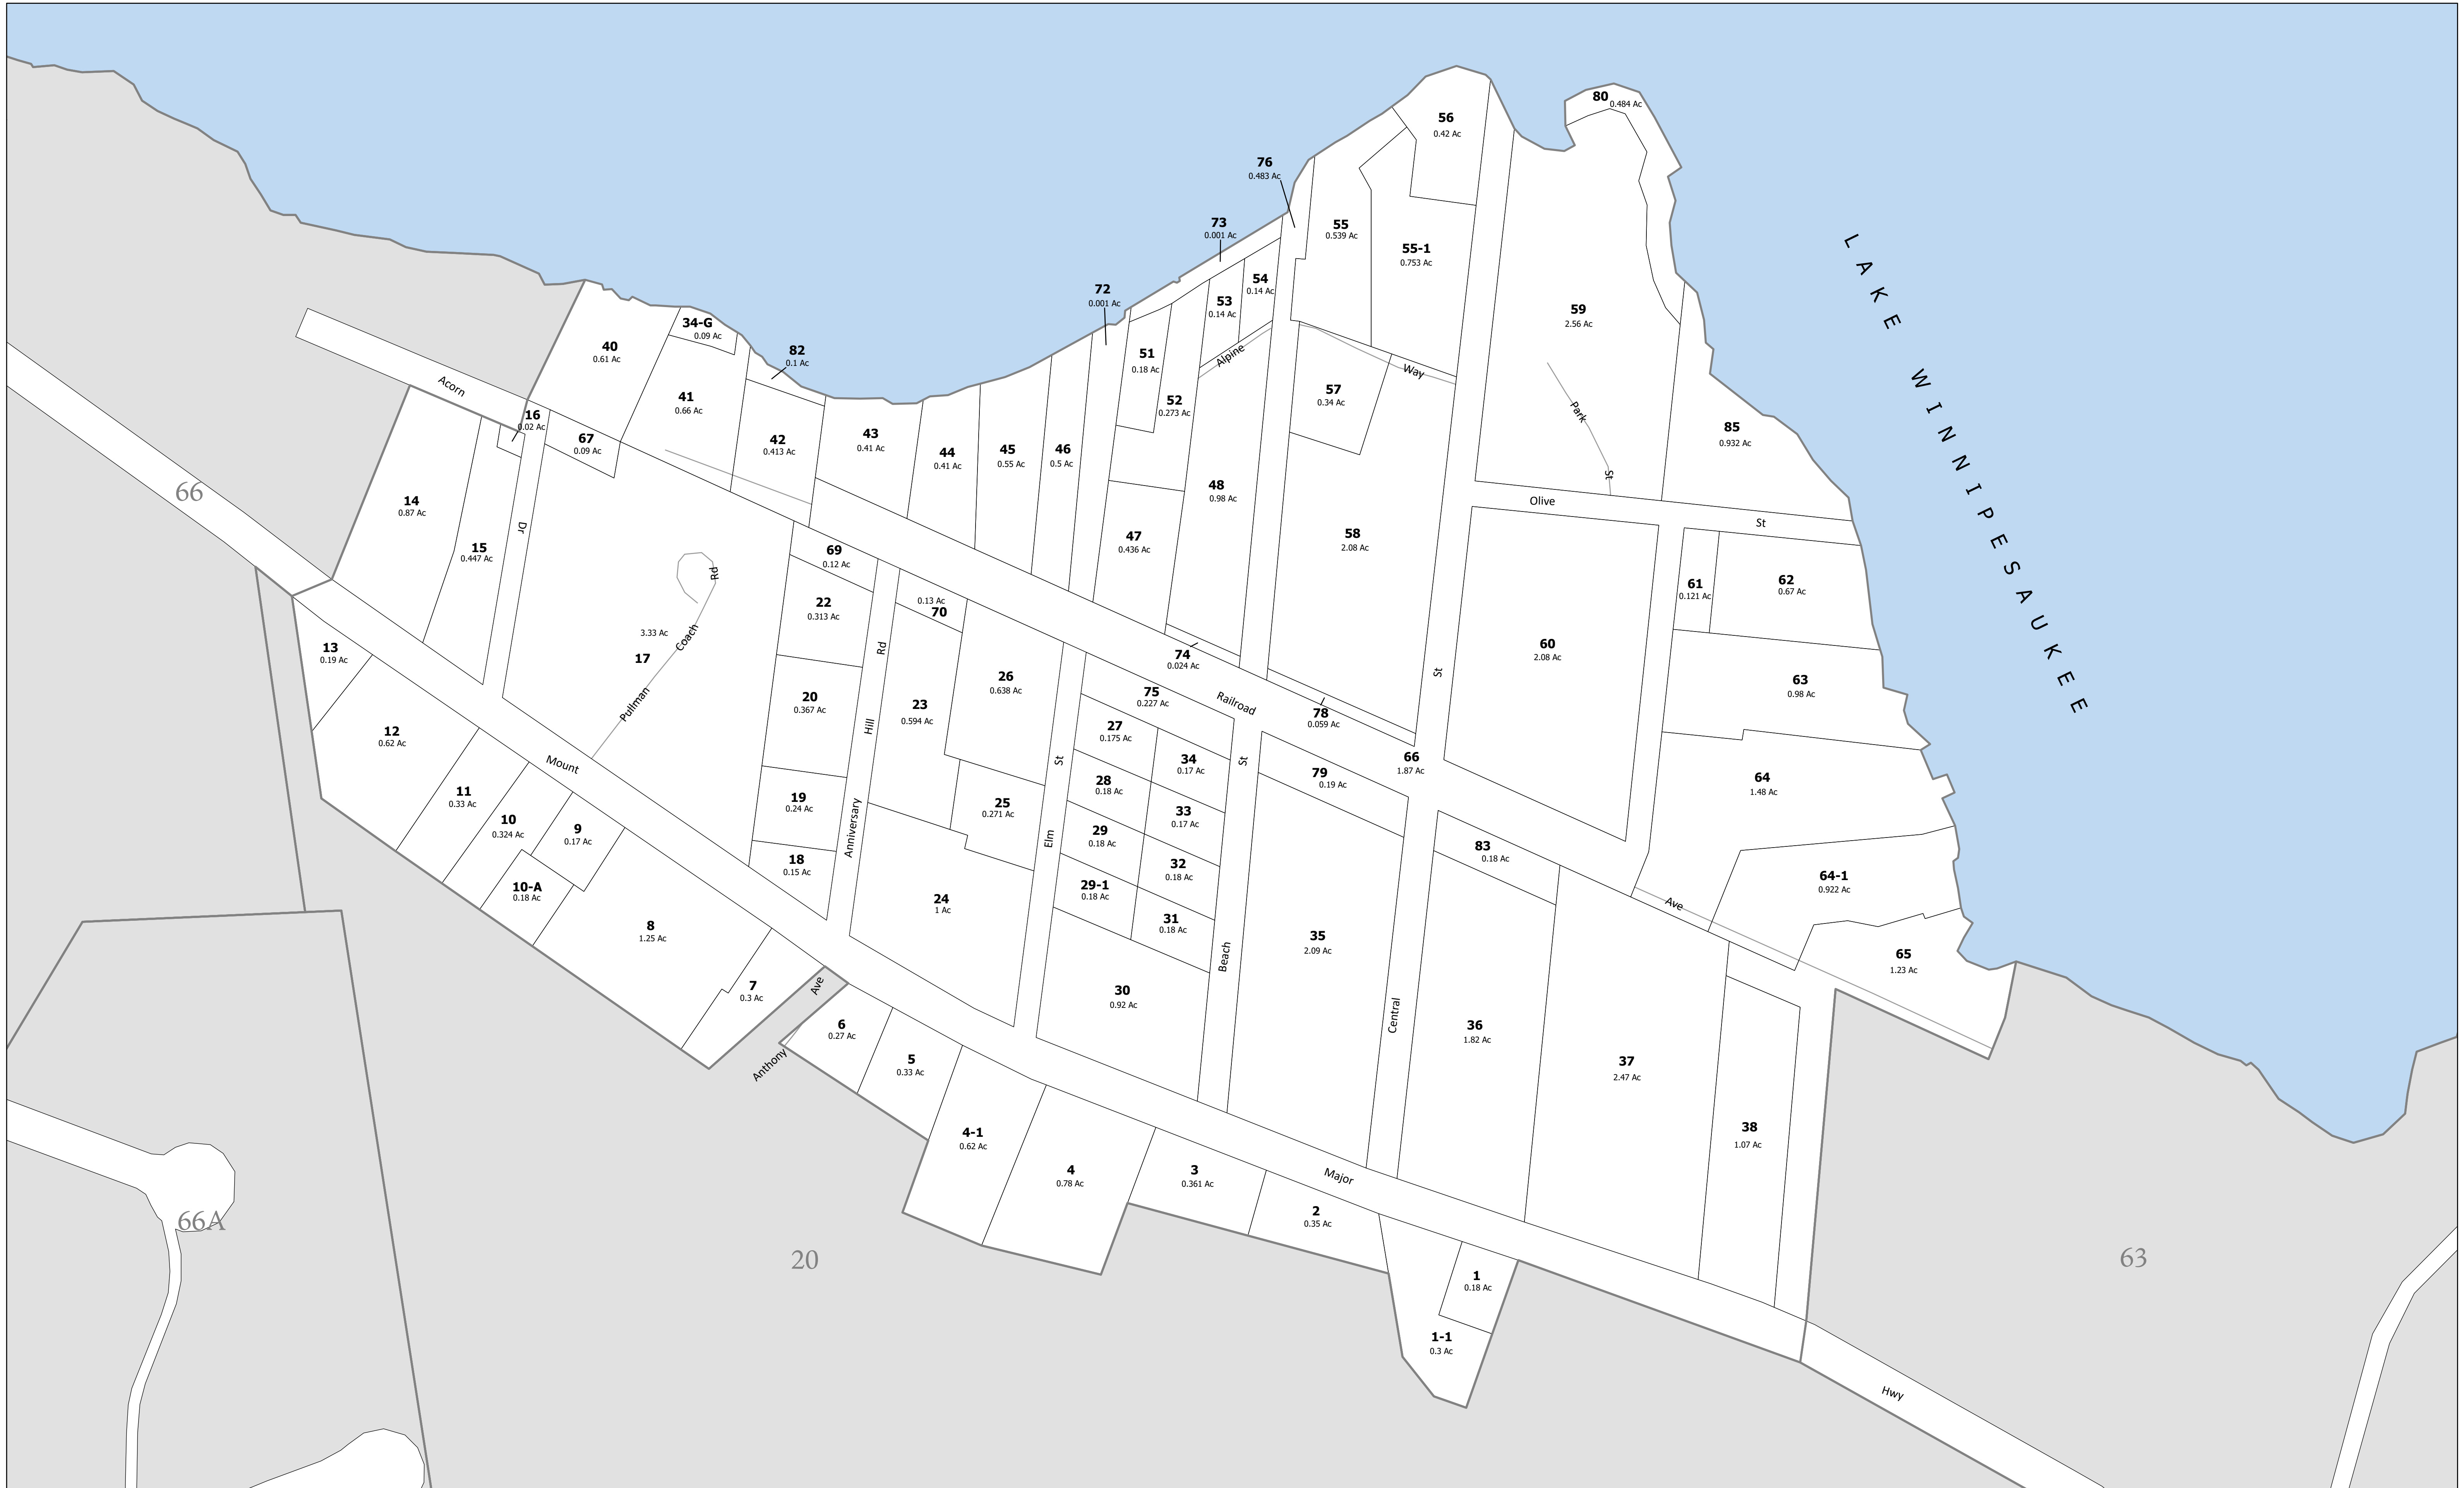 80
0.484 Ac
56
0.42 Ac
76
0.483 Ac
73
0.001 Ac
55
0.539 Ac
55-1
0.753 Ac
LAKE WINNIPESAUKEE
72
0.001 Ac
54
0.14 Ac
53
0.14 Ac
59
2.56 Ac
34-G
0.09 Ac
40
0.61 Ac
82
0.1 Ac
51
0.18 Ac
Alpine
Way
Acorn
41
0.66 Ac
57
0.34 Ac
52
0.273 Ac
Park
St
16
0.02 Ac
67
0.09 Ac
42
0.413 Ac
43
0.41 Ac
44
0.41 Ac
45
0.55 Ac
46
0.5 Ac
85
0.932 Ac
66
14
0.87 Ac
48
0.98 Ac
Olive
St
Dr
15
0.447 Ac
69
0.12 Ac
47
0.436 Ac
58
2.08 Ac
Rd
61
0.121 Ac
62
0.67 Ac
22
0.313 Ac
0.13 Ac
70
3.33 Ac
17
Coach
Pullman
Rd
13
0.19 Ac
74
0.024 Ac
60
2.08 Ac
St
26
0.638 Ac
63
0.98 Ac
20
0.367 Ac
23
0.594 Ac
75
0.227 Ac
Railroad
78
0.059 Ac
12
0.62 Ac
Hill
27
0.175 Ac
66
1.87 Ac
Mount
St
34
0.17 Ac
St
79
0.19 Ac
64
1.48 Ac
11
0.33 Ac
19
0.24 Ac
25
0.271 Ac
28
0.18 Ac
33
0.17 Ac
10
0.324 Ac
9
0.17 Ac
Anniversary
Elm
29
0.18 Ac
83
0.18 Ac
18
0.15 Ac
32
0.18 Ac
64-1
0.922 Ac
10-A
0.18 Ac
24
1 Ac
29-1
0.18 Ac
Ave
8
1.25 Ac
31
0.18 Ac
35
2.09 Ac
Beach
65
1.23 Ac
7
0.3 Ac
Ave
30
0.92 Ac
6
0.27 Ac
Central
36
1.82 Ac
Anthony
5
0.33 Ac
37
2.47 Ac
4-1
0.62 Ac
38
1.07 Ac
4
0.78 Ac
3
0.361 Ac
Major
66A
2
0.35 Ac
20
63
1
0.18 Ac
1-1
0.3 Ac
Hwy